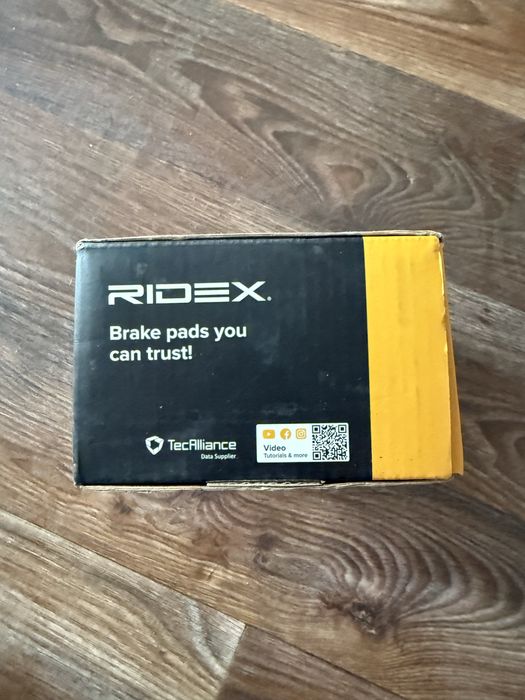 RIDEX.
Brake pads you
can trust!
TecAlliance
Data Supplier
Video
Tutorials & more